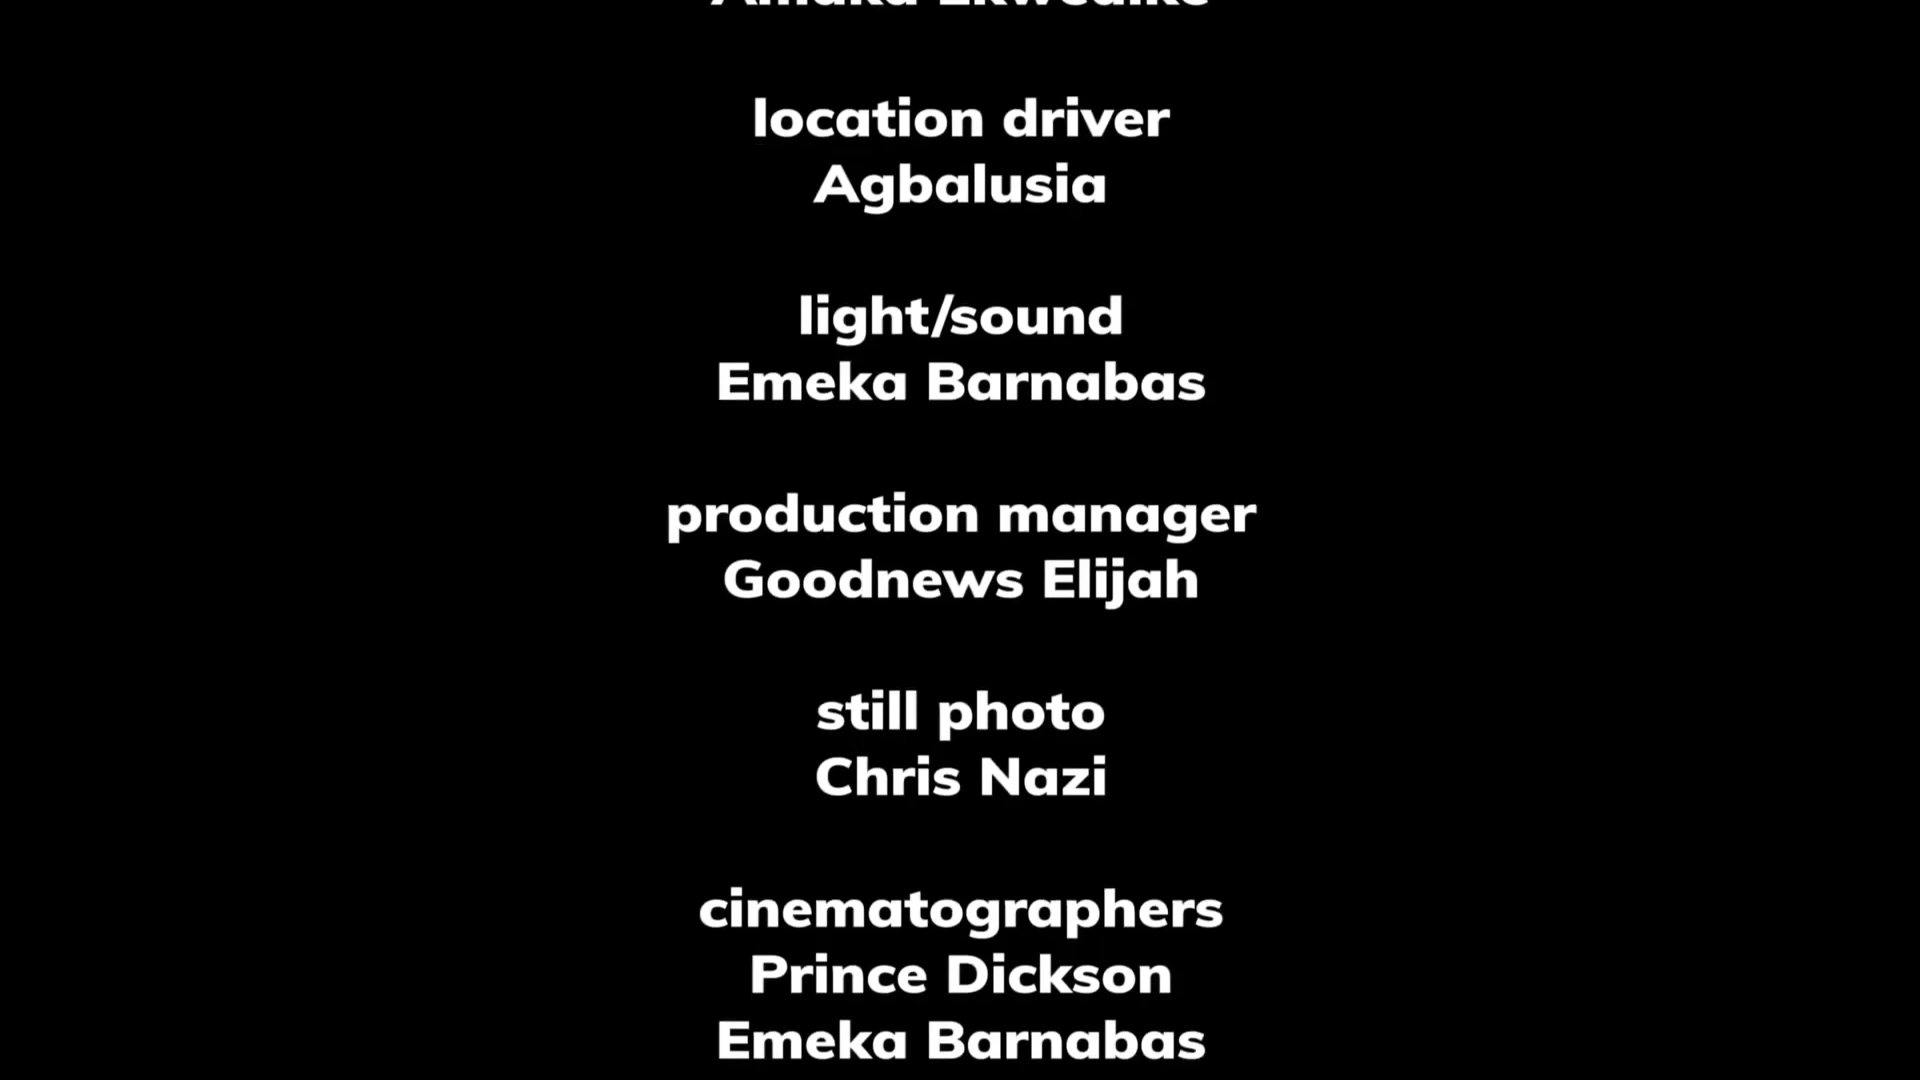 location driver
Agbalusia
light/sound
Emeka Barnabas
production manager
Goodnews Elijah
still photo
Chris Nazi
cinematographers
Prince Dickson
Emeka Barnabas